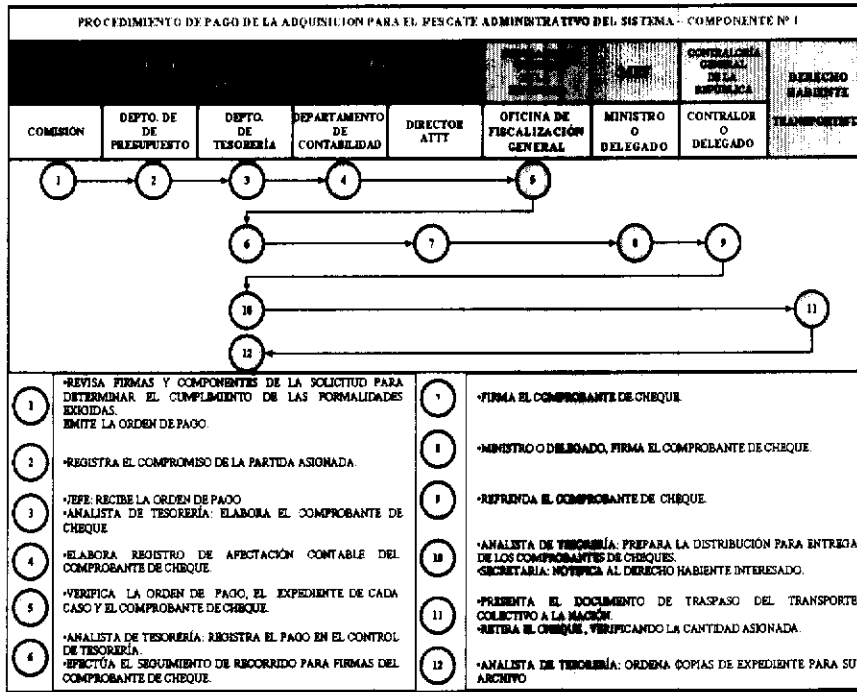 PROCEDIMIENTO DE PAGO DE LA ADQUISICION PARA EL RESCATE ADMINISTRATIVO DEL SISTEMA - COMPONENTE Nº 1
CONTRALORÍA
GENERAL
DE LA
REPÚBLICA
DERECHO
HABIENTE
TRANSPORTISTA
COMISIÓN
DEPTO. DE
DE
PRESUPUESTO
DEPTO.
DE
TESORERÍA
DEPARTAMENTO
DE
CONTABILIDAD
DIRECTOR
ATTT
OFICINA DE
FISCALIZACIÓN
GENERAL
MINISTRO
O
DELEGADO
CONTRALOR
O
DELEGADO
1
2
3
4
5
6
7
8
9
10
11
12
1
•REVISA FIRMAS Y COMPONENTES DE LA SOLICITUD PARA
DETERMINAR EL CUMPLIMIENTO DE LAS FORMALIDADES
EXIGIDAS.
EMITE LA ORDEN DE PAGO.
2
•REGISTRA EL COMPROMISO DE LA PARTIDA ASIGNADA.
3
•JEFE: RECIBE LA ORDEN DE PAGO
•ANALISTA DE TESORERÍA: ELABORA EL COMPROBANTE DE
CHEQUE
4
•ELABORA REGISTRO DE AFECTACIÓN CONTABLE DEL
COMPROBANTE DE CHEQUE.
5
•VERIFICA LA ORDEN DE PAGO, EL EXPEDIENTE DE CADA
CASO Y EL COMPROBANTE DE CHEQUE.
6
•ANALISTA DE TESORERÍA: REGISTRA EL PAGO EN EL CONTROL
DE TESORERÍA.
•EFECTÚA EL SEGUIMIENTO DE RECORRIDO PARA FIRMAS DEL
COMPROBANTE DE CHEQUE.
7
•FIRMA EL COMPROBANTE DE CHEQUE
8
•MINISTRO O DELEGADO, FIRMA EL COMPROBANTE DE CHEQUE.
9
•REFRENDA EL COMPROBANTE DE CHEQUE.
10
•ANALISTA DE TESORERÍA: PREPARA LA DISTRIBUCIÓN PARA ENTREGA
DE LOS COMPROBANTES DE CHEQUES.
•SECRETARIA: NOTIFICA AL DERECHO HABIENTE INTERESADO.
11
•PRESENTA EL DOCUMENTO DE TRASPASO DEL TRANSPORTE
COLECTIVO A LA NACIÓN.
•RETIRA EL CHEQUE, VERIFICANDO LA CANTIDAD ASIGNADA.
12
•ANALISTA DE TESORERÍA: ORDENA COPIAS DE EXPEDIENTE PARA SU
ARCHIVO